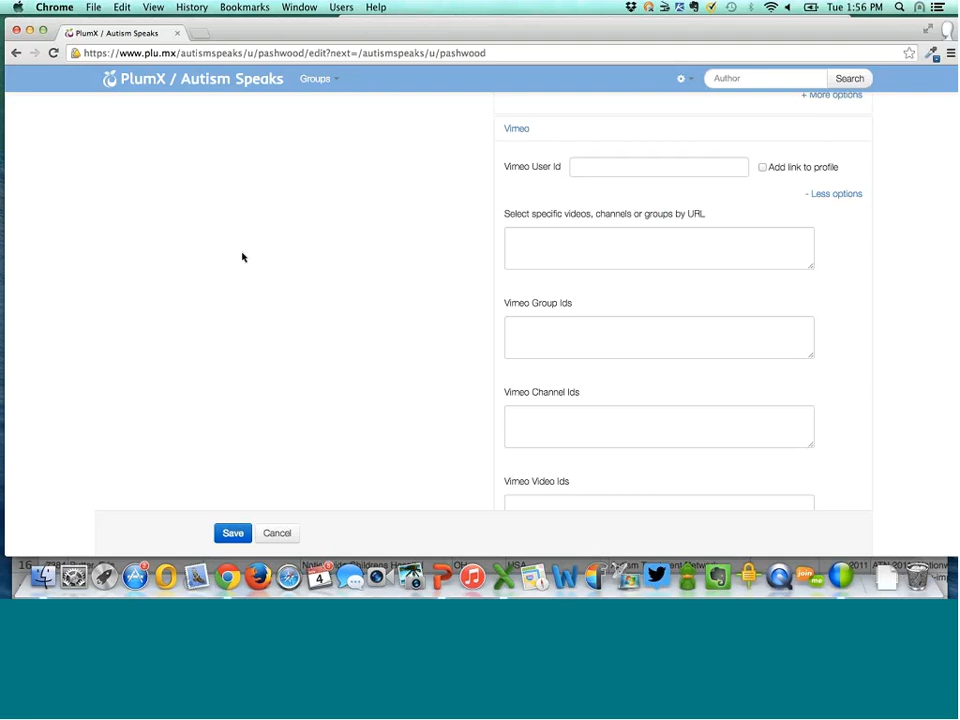 Chrome File Edit View History Bookmarks Window Users Help Tue 1:56 PM
PlumX / Autism Speaks
https://www.plu.mx/autismspeaks/u/pashwood/edit?next=/autismspeaks/u/pashwood
PlumX / Autism Speaks Groups Author Search
+ More options
Vimeo
Vimeo User Id Add link to profile
- Less options
Select specific videos, channels or groups by URL
Vimeo Group Ids
Vimeo Channel Ids
Vimeo Video Ids
Save Cancel